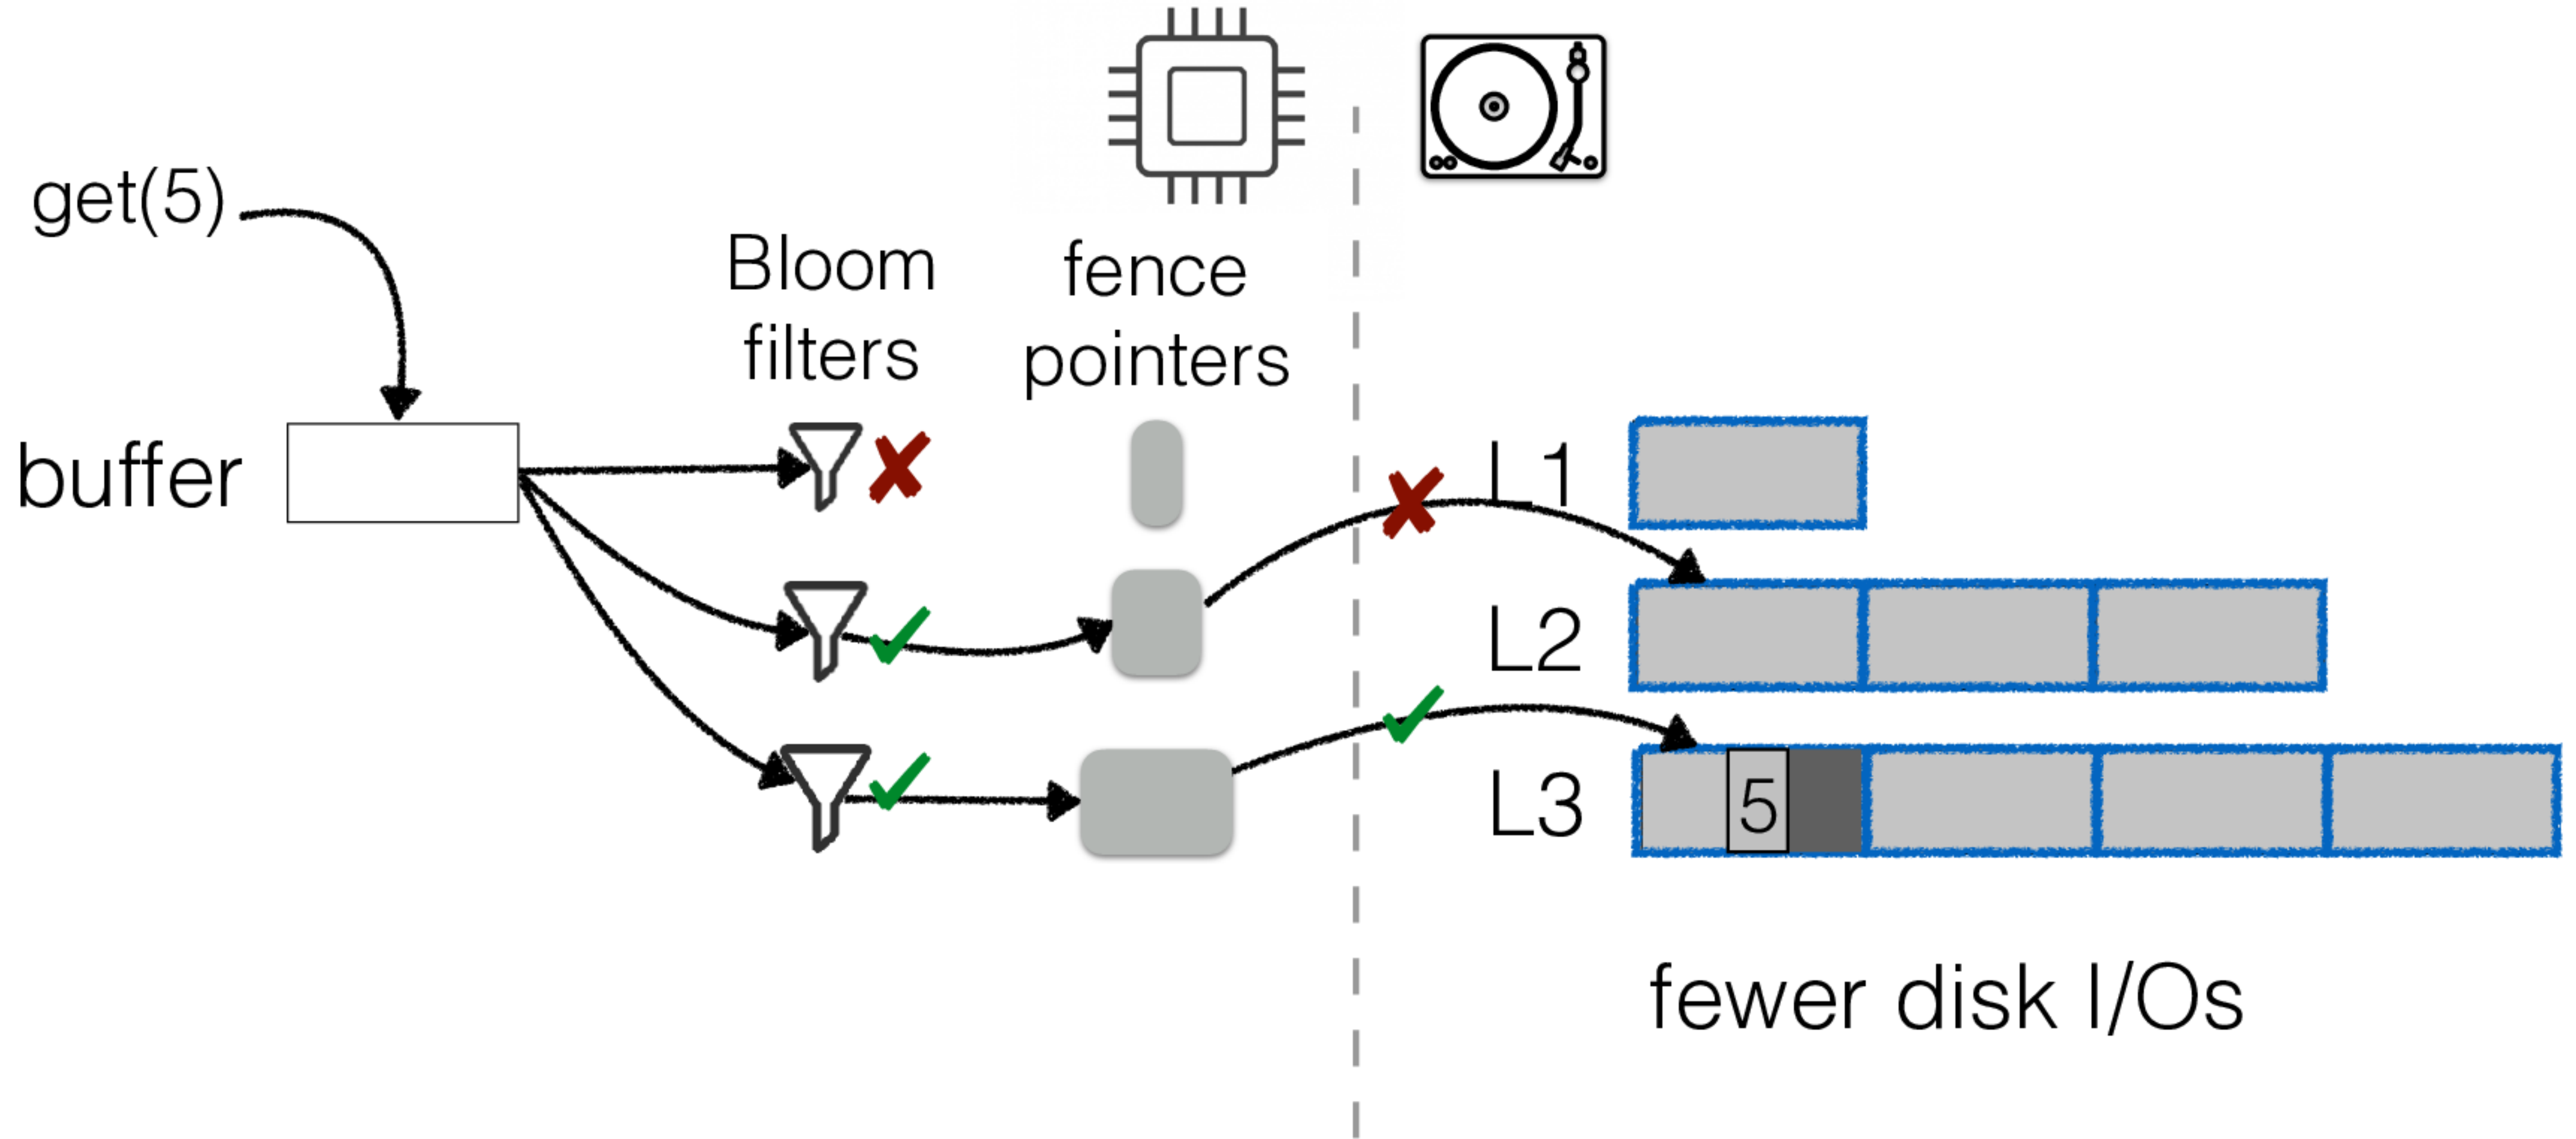 get(5)
Bloom
filters
fence
pointers
buffer
L1
L2
L3
5
fewer disk I/Os